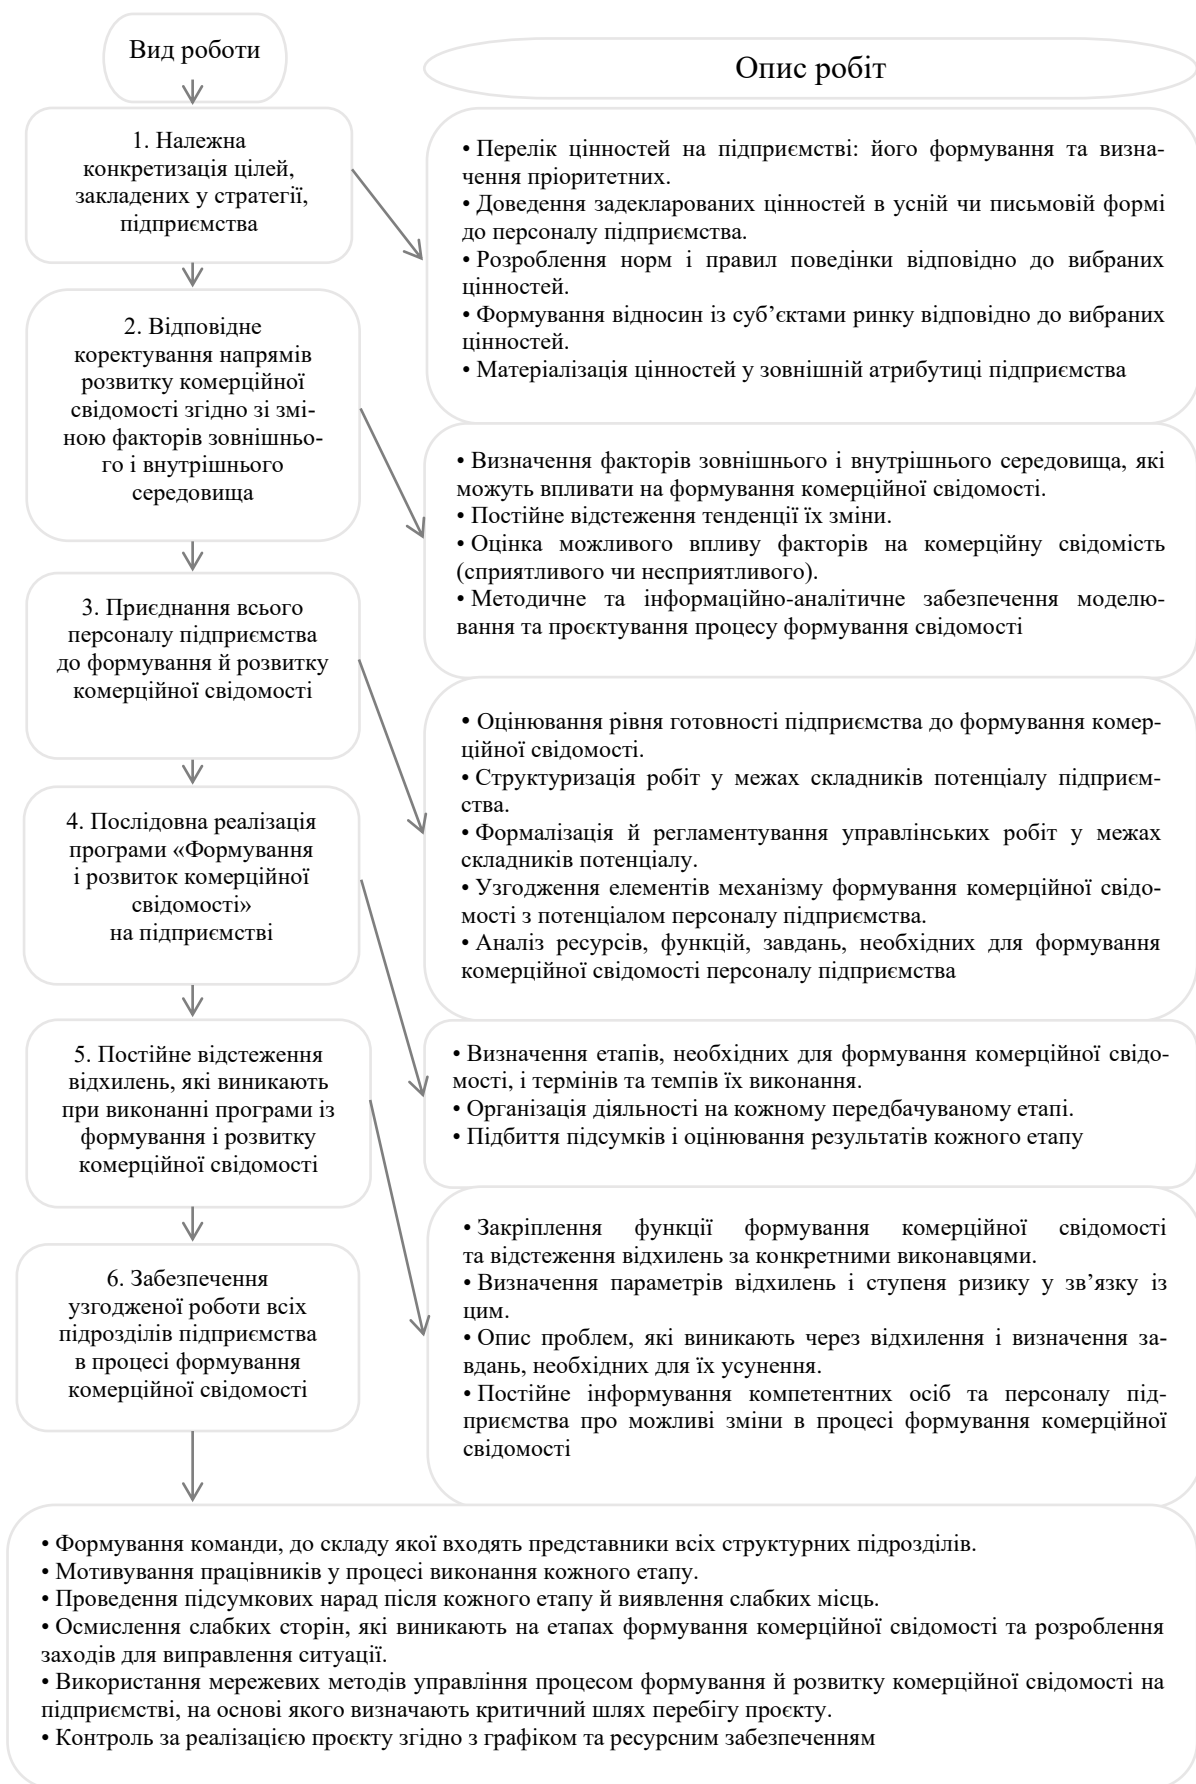 Вид роботи
Опис робіт
1. Належна
конкретизація цілей,
закладених у стратегії,
підприємства
• Перелік цінностей на підприємстві: його формування та визна-
чення пріоритетних.
• Доведення задекларованих цінностей в усній чи письмовій формі
до персоналу підприємства.
• Розроблення норм і правил поведінки відповідно до вибраних
цінностей.
• Формування відносин із суб’єктами ринку відповідно до вибраних
цінностей.
• Матеріалізація цінностей у зовнішній атрибутиці підприємства
2. Відповідне
коректування напрямів
розвитку комерційної
свідомості згідно зі змі-
ною факторів зовнішньо-
го і внутрішнього
середовища
• Визначення факторів зовнішнього і внутрішнього середовища, які
можуть впливати на формування комерційної свідомості.
• Постійне відстеження тенденції їх зміни.
• Оцінка можливого впливу факторів на комерційну свідомість
(сприятливого чи несприятливого).
• Методичне та інформаційно-аналітичне забезпечення моделю-
вання та проєктування процесу формування свідомості
3. Приєднання всього
персоналу підприємства
до формування й розвитку
комерційної свідомості
• Оцінювання рівня готовності підприємства до формування комер-
ційної свідомості.
• Структуризація робіт у межах складників потенціалу підприєм-
ства.
• Формалізація й регламентування управлінських робіт у межах
складників потенціалу.
• Узгодження елементів механізму формування комерційної свідо-
мості з потенціалом персоналу підприємства.
• Аналіз ресурсів, функцій, завдань, необхідних для формування
комерційної свідомості персоналу підприємства
4. Послідовна реалізація
програми «Формування
і розвиток комерційної
свідомості»
на підприємстві
• Визначення етапів, необхідних для формування комерційної свідо-
мості, і термінів та темпів їх виконання.
• Організація діяльності на кожному передбачуваному етапі.
• Підбиття підсумків і оцінювання результатів кожного етапу
5. Постійне відстеження
відхилень, які виникають
при виконанні програми із
формування і розвитку
комерційної свідомості
• Закріплення функції формування комерційної свідомості
та відстеження відхилень за конкретними виконавцями.
• Визначення параметрів відхилень і ступеня ризику у зв’язку із
цим.
• Опис проблем, які виникають через відхилення і визначення за-
вдань, необхідних для їх усунення.
• Постійне інформування компетентних осіб та персоналу під-
приємства про можливі зміни в процесі формування комерційної
свідомості
6. Забезпечення
узгодженої роботи всіх
підрозділів підприємства
в процесі формування
комерційної свідомості
• Формування команди, до складу якої входять представники всіх структурних підрозділів.
• Мотивування працівників у процесі виконання кожного етапу.
• Проведення підсумкових нарад після кожного етапу й виявлення слабких місць.
• Осмислення слабких сторін, які виникають на етапах формування комерційної свідомості та розроблення
заходів для виправлення ситуації.
• Використання мережевих методів управління процесом формування й розвитку комерційної свідомості на
підприємстві, на основі якого визначають критичний шлях перебігу проєкту.
• Контроль за реалізацією проєкту згідно з графіком та ресурсним забезпеченням